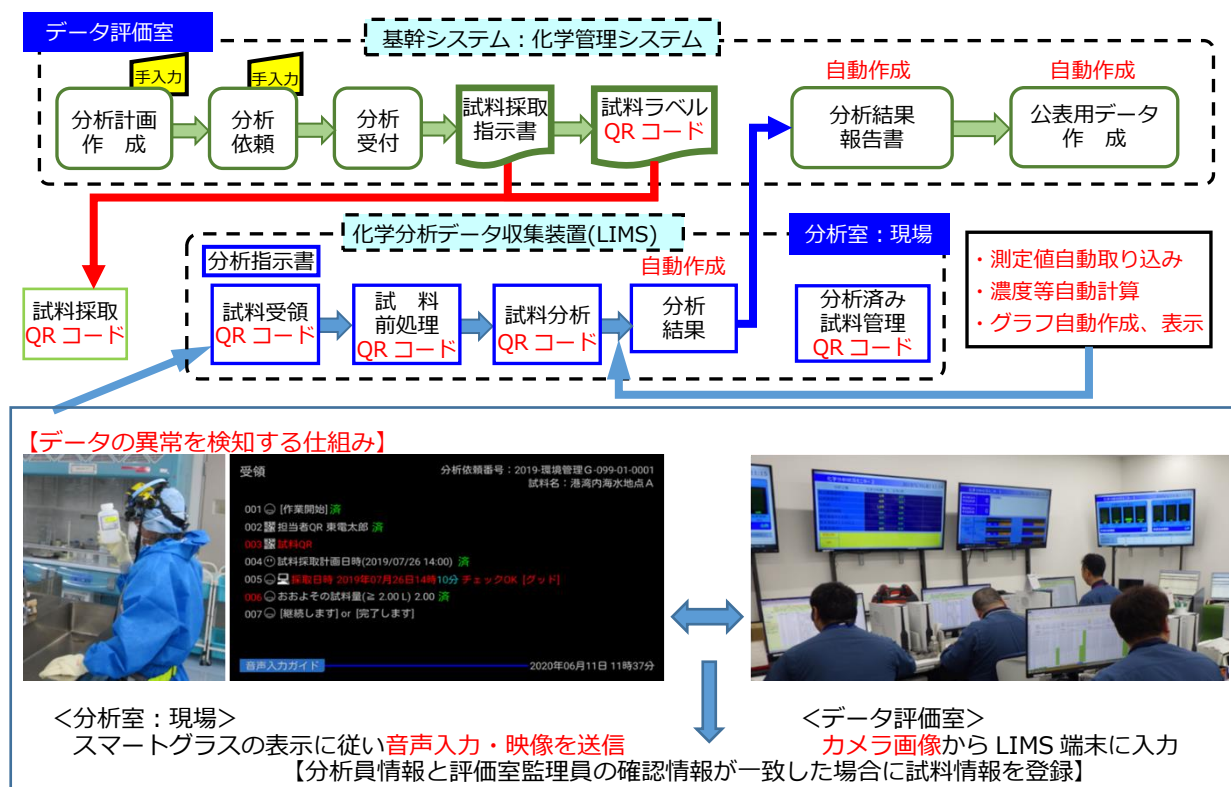 データ評価室
基幹システム：化学管理システム
手入力
手入力
自動作成
自動作成
分析計画
作　成
分析
依頼
分析
受付
試料採取
指示書
試料ラベル
QRコード
分析結果
報告書
公表用データ
作　成
化学分析データ収集装置(LIMS)
分析室：現場
分析指示書
自動作成
・測定値自動取り込み
・濃度等自動計算
・グラフ自動作成、表示
試料採取
QRコード
試料受領
QRコード
試　料
前処理
QRコード
試料分析
QRコード
分析
結果
分析済み
試料管理
QRコード
【データの異常を検知する仕組み】
受領
分析依頼番号：2019-環境管理G-099-01-0001
試料名：港湾内海水地点A
001 [作業開始] 済
002 担当者QR 東電太郎 済
003 試料QR
004 試料採取計画日時(2019/07/26 14:00) 済
005 採取日時 2019年07月26日14時10分 チェックOK [グッド]
006 おおよその試料量(≧ 2.00 L) 2.00 済
007 [継続します] or [完了します]
音声入力ガイド
2020年06月11日 11時37分
＜分析室：現場＞
スマートグラスの表示に従い音声入力・映像を送信
＜データ評価室＞
カメラ画像から LIMS 端末に入力
【分析員情報と評価室監理員の確認情報が一致した場合に試料情報を登録】